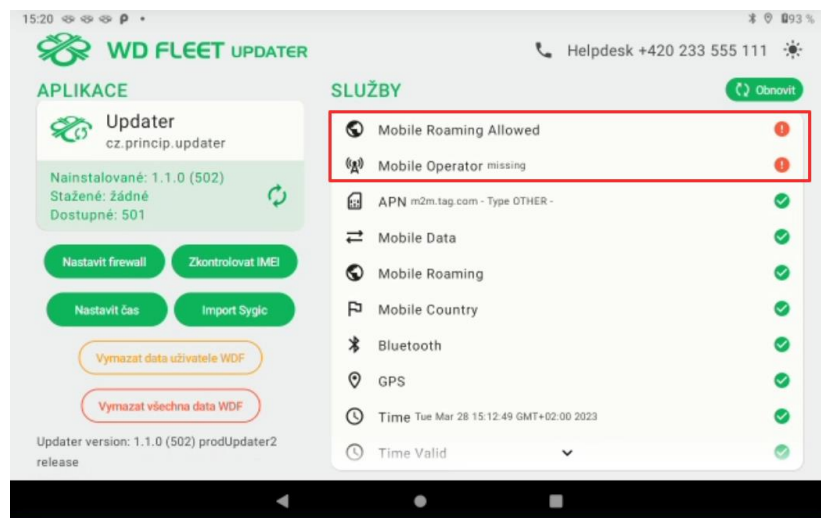 15:20
93 %
WD FLEET UPDATER
Helpdesk +420 233 555 111
APLIKACE
Updater
cz.princip.updater
Nainstalované: 1.1.0 (502)
Stažené: žádné
Dostupné: 501
Nastavit firewall
Zkontrolovat IMEI
Nastavit čas
Import Sygic
Vymazat data uživatele WDF
Vymazat všechna data WDF
Updater version: 1.1.0 (502) prodUpdater2
release
SLUŽBY
Obnovit
Mobile Roaming Allowed
Mobile Operator missing
APN m2m.tag.com - Type OTHER -
Mobile Data
Mobile Roaming
Mobile Country
Bluetooth
GPS
Time Tue Mar 28 15:12:49 GMT+02:00 2023
Time Valid